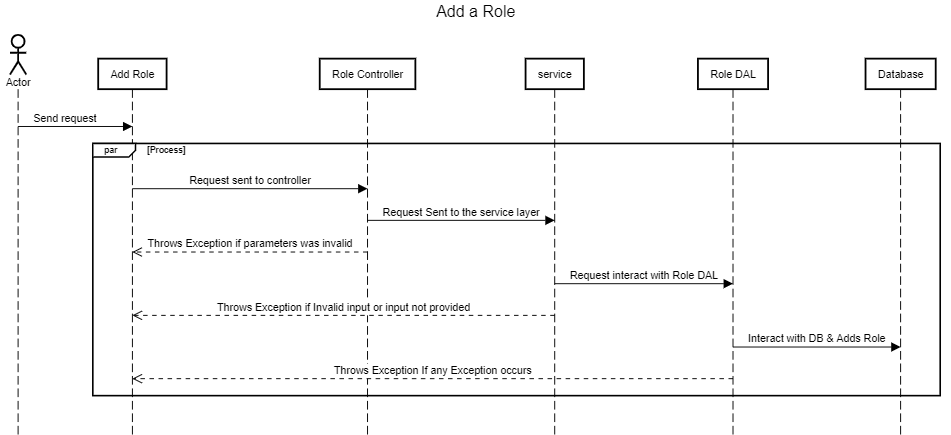 Add a Role
Actor
Add Role
Role Controller
service
Role DAL
Database
Send request
par
[Process]
Request sent to controller
Request Sent to the service layer
Throws Exception if parameters was invalid
Request interact with Role DAL
Throws Exception if Invalid input or input not provided
Interact with DB & Adds Role
Throws Exception If any Exception occurs